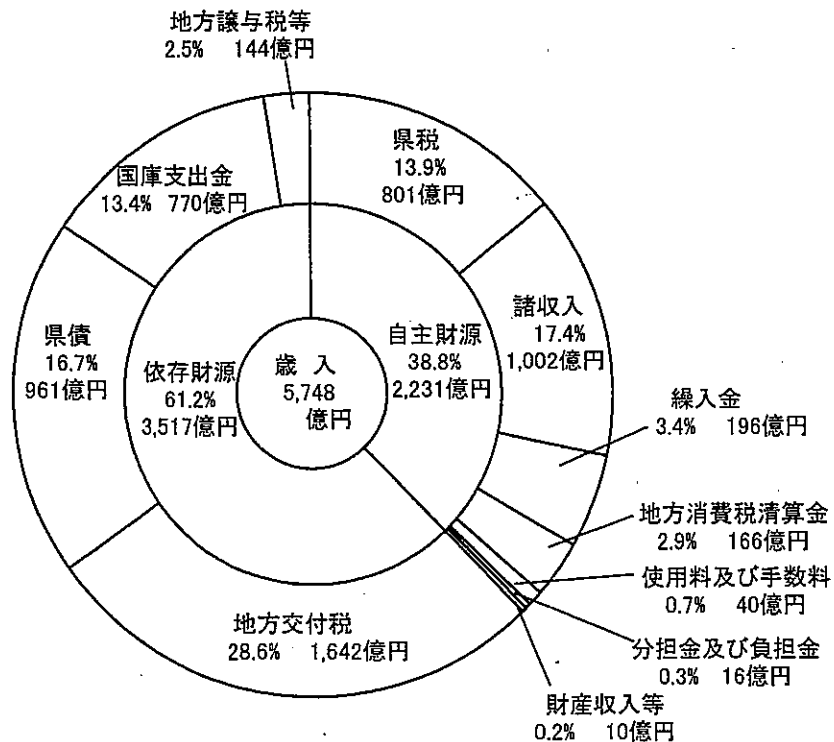 地方譲与税等
2.5% 144億円
県税
13.9%
801億円
国庫支出金
13.4% 770億円
諸収入
17.4%
1,002億円
県債
16.7%
961億円
依存財源
61.2%
3,517億円
歳入
5,748
億円
自主財源
38.8%
2,231億円
繰入金
3.4% 196億円
地方消費税清算金
2.9% 166億円
使用料及び手数料
0.7% 40億円
分担金及び負担金
0.3% 16億円
財産収入等
0.2% 10億円
地方交付税
28.6% 1,642億円